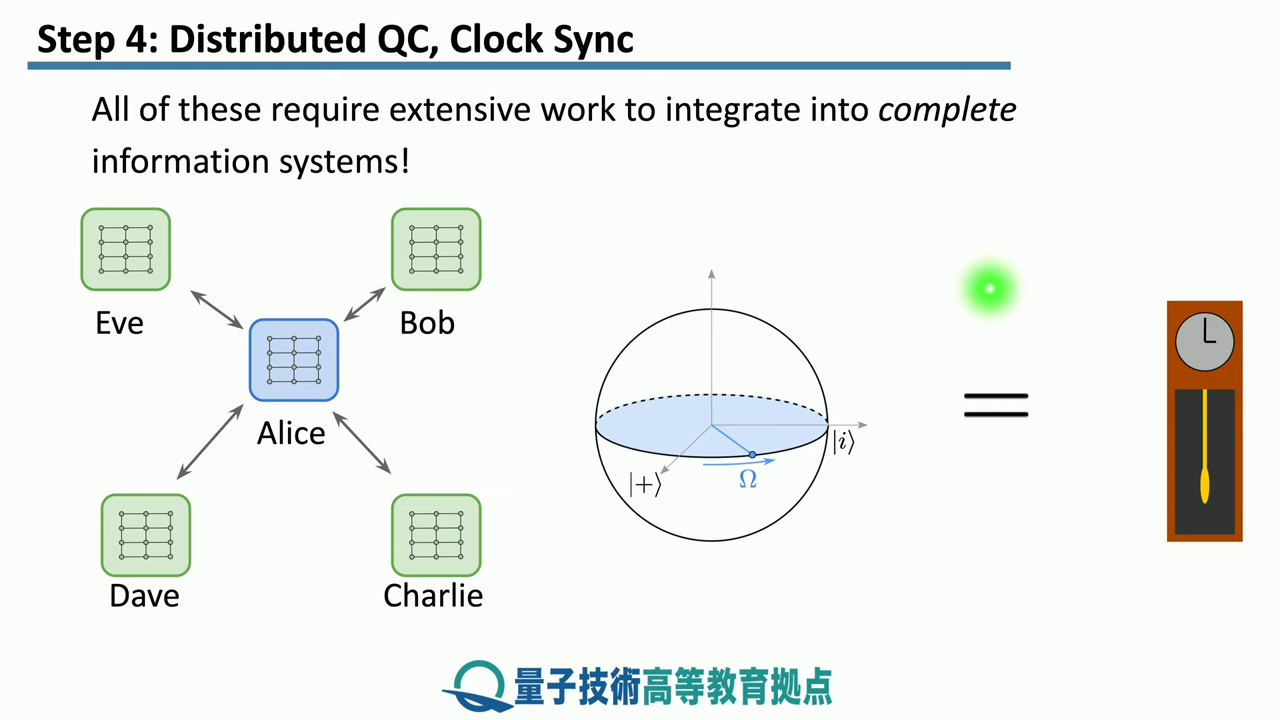 Step 4: Distributed QC, Clock Sync
All of these require extensive work to integrate into complete
information systems!
Eve
Bob
Alice
Dave
Charlie
|i⟩
|+⟩
Ω
=
量子技術高等教育拠点